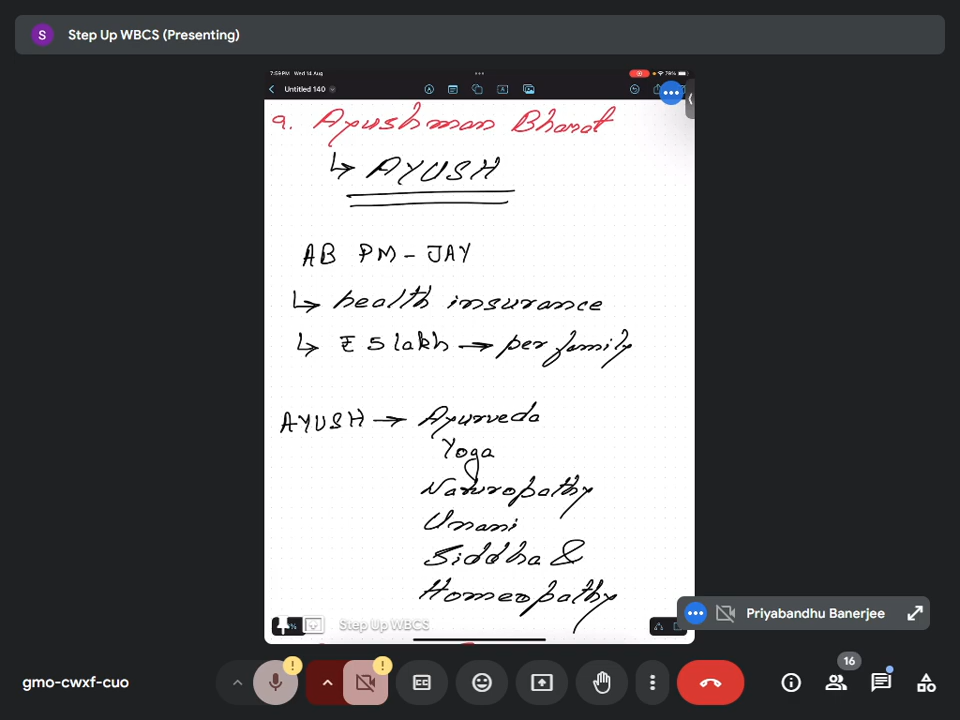 S Step Up WBCS (Presenting)
7:59 PM Wed 14 Aug
79%
Untitled 140
9. Ayushman Bharat
↳ AYUSH
AB PM - JAY
↳ health insurance
↳ ₹ 5 lakh → per family
AYUSH → Ayurveda
Yoga
Naturopathy
Unani
Siddha &
Homeopathy
Step Up WBCS
Priyabandhu Banerjee
gmo-cwxf-cuo
16